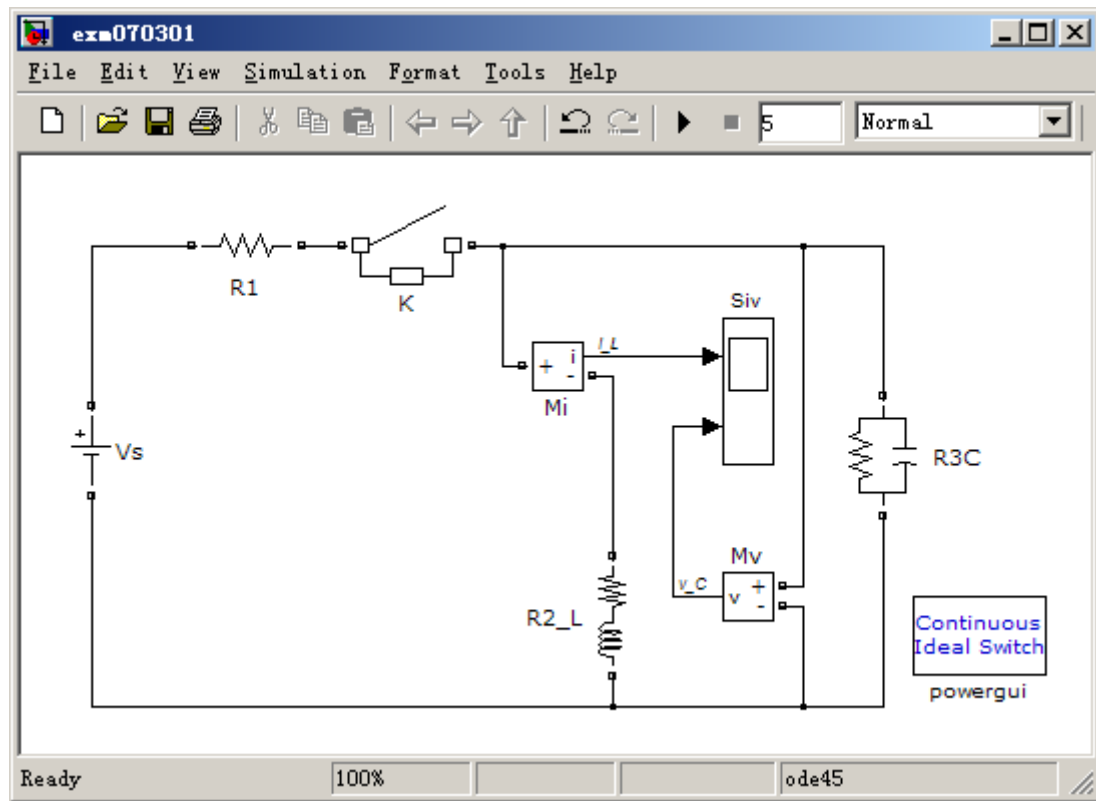 exm070301
File Edit View Simulation Format Tools Help
5 Normal
R1
K
Siv
+ i
-
I_L
Mi
+
Vs
R3C
Mv
v_C
v +
-
R2_L
Continuous
Ideal Switch
powergui
Ready 100% ode45